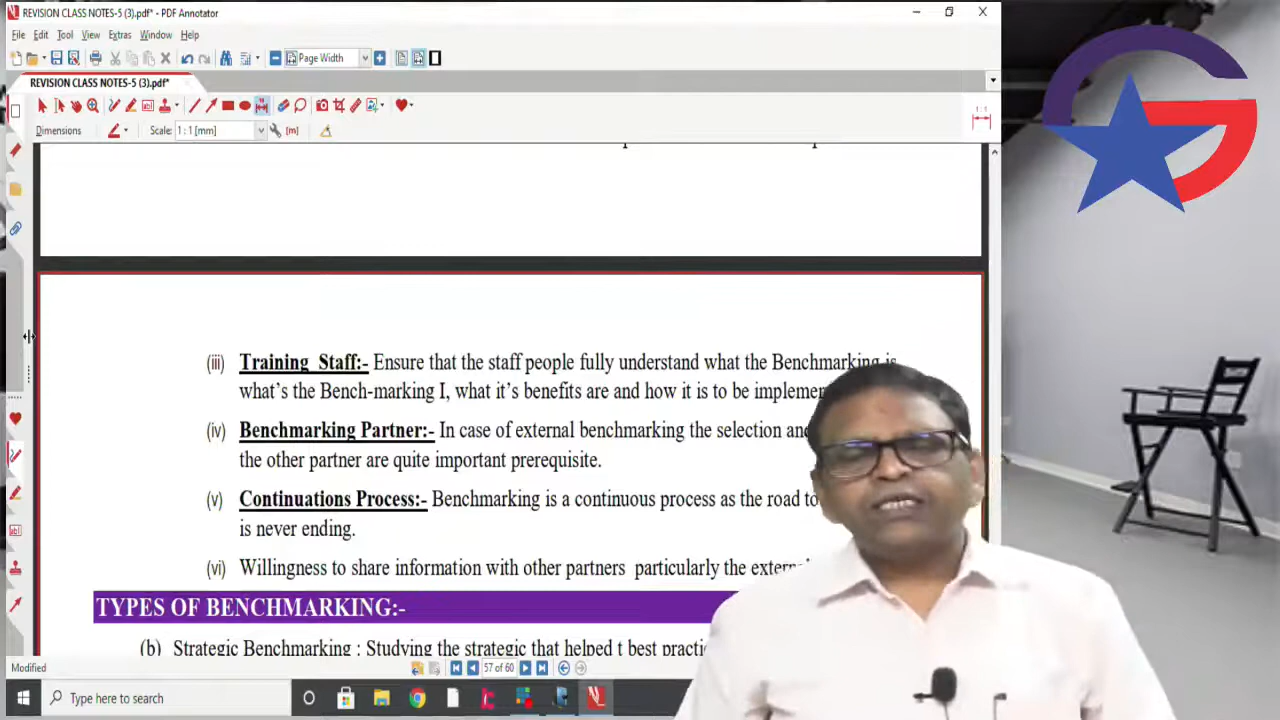 REVISION CLASS NOTES-5 (3).pdf* - PDF Annotator
File Edit Tool View Extras Window Help
Page Width
REVISION CLASS NOTES-5 (3).pdf*
Dimensions Scale: 1 : 1 [mm] (m) 1 : 1
(iii) Training Staff:- Ensure that the staff people fully understand what the Benchmarking is
what's the Bench-marking I, what it's benefits are and how it is to be
(iv) Benchmarking Partner:- In case of external benchmarking the selection
the other partner are quite important prerequisite.
(v) Continuations Process:- Benchmarking is a continuous process as the road to
is never ending.
(vi) Willingness to share information with other partners particularly the
TYPES OF BENCHMARKING:-
(b) Strategic Benchmarking : Studying the strategic that helped t best
Modified 57 of 60
Type here to search